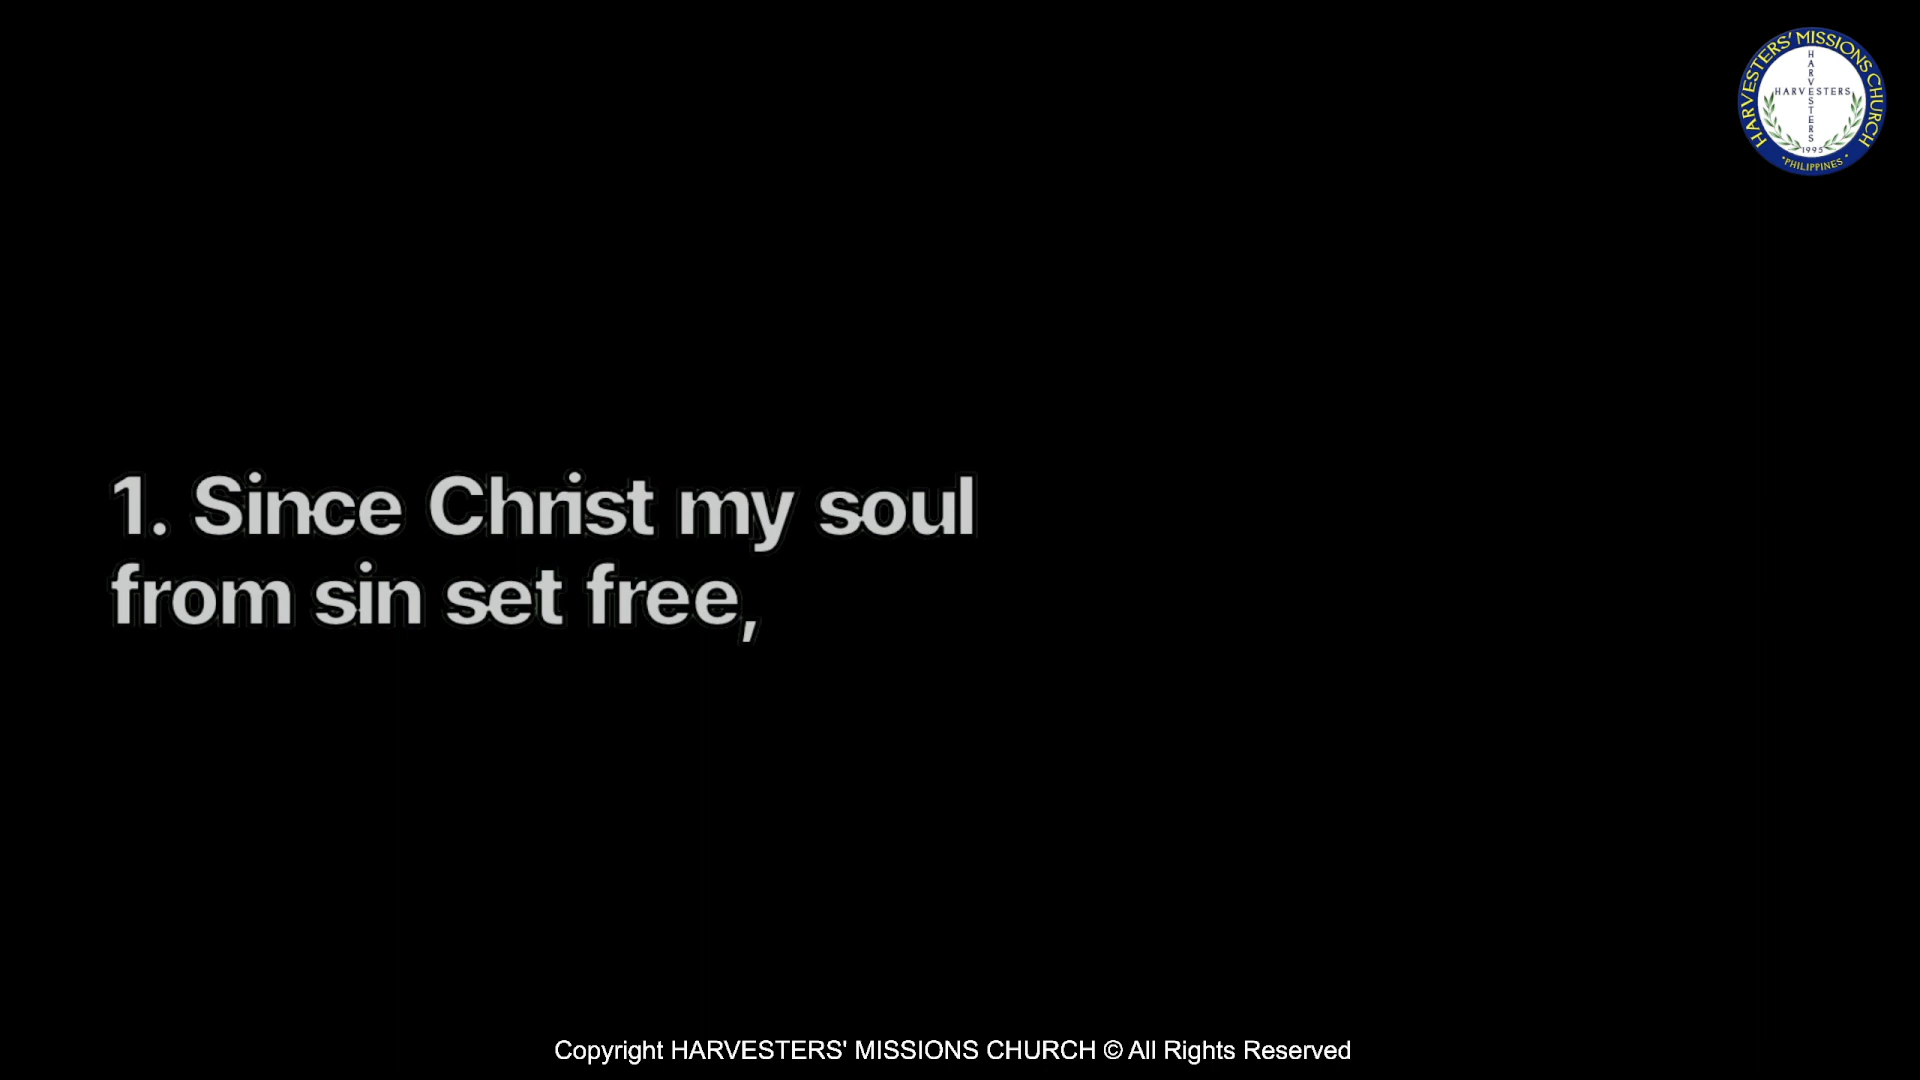 HARVESTERS' MISSIONS CHURCH
HARVESTERS
HARVESTERS
1995
•PHILIPPINES•
1. Since Christ my soul
from sin set free,
Copyright HARVESTERS' MISSIONS CHURCH © All Rights Reserved